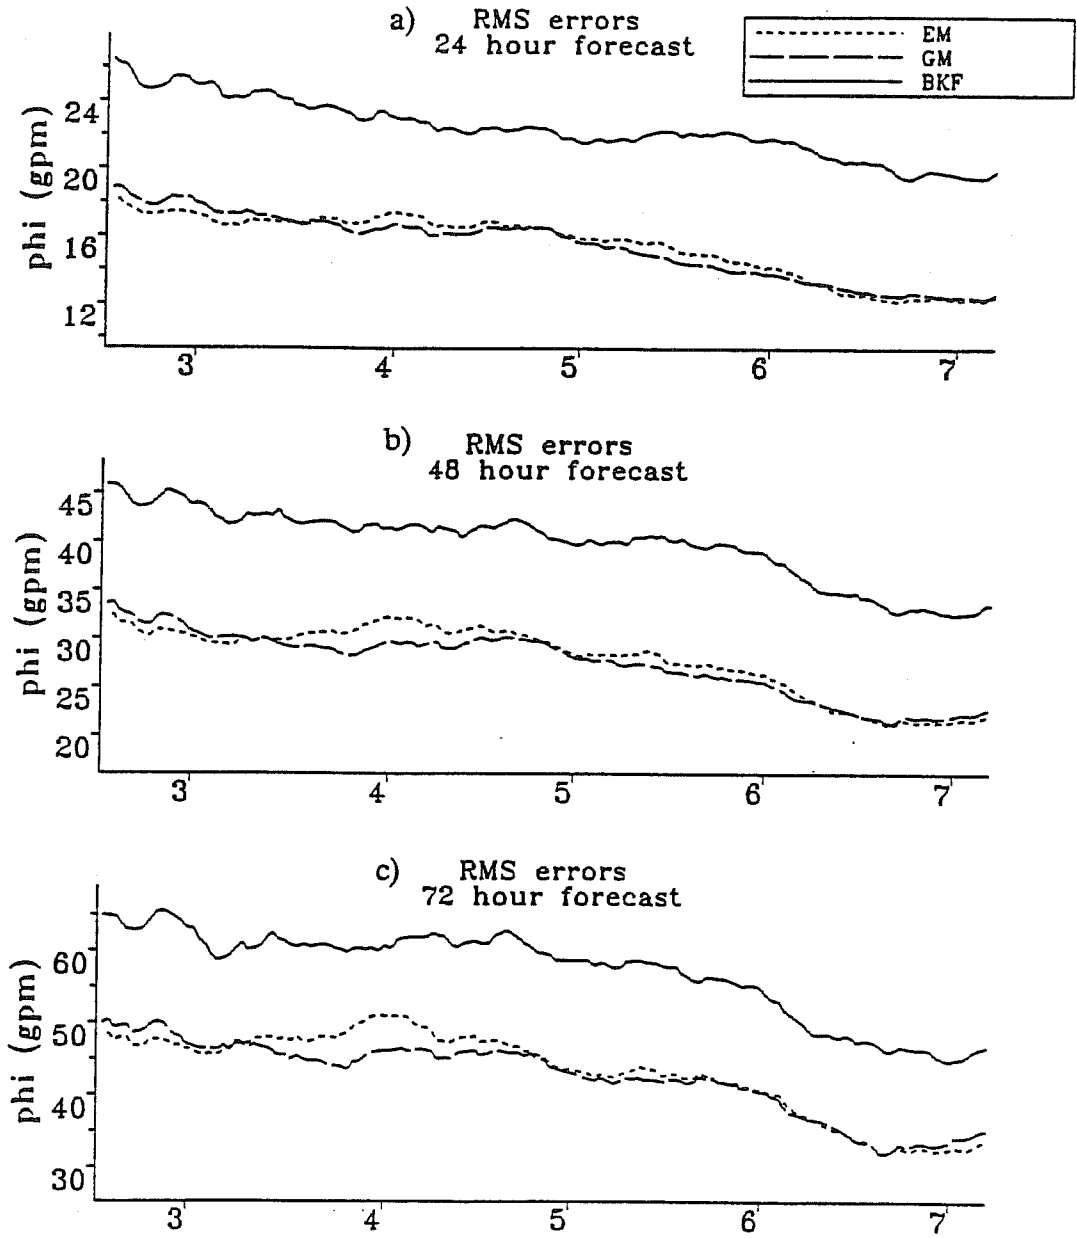 a) RMS errors
24 hour forecast
EM
GM
BKF
phi (gpm)
24
20
16
12
3 4 5 6 7
b) RMS errors
48 hour forecast
phi (gpm)
45
40
35
30
25
20
3 4 5 6 7
c) RMS errors
72 hour forecast
phi (gpm)
60
50
40
30
3 4 5 6 7